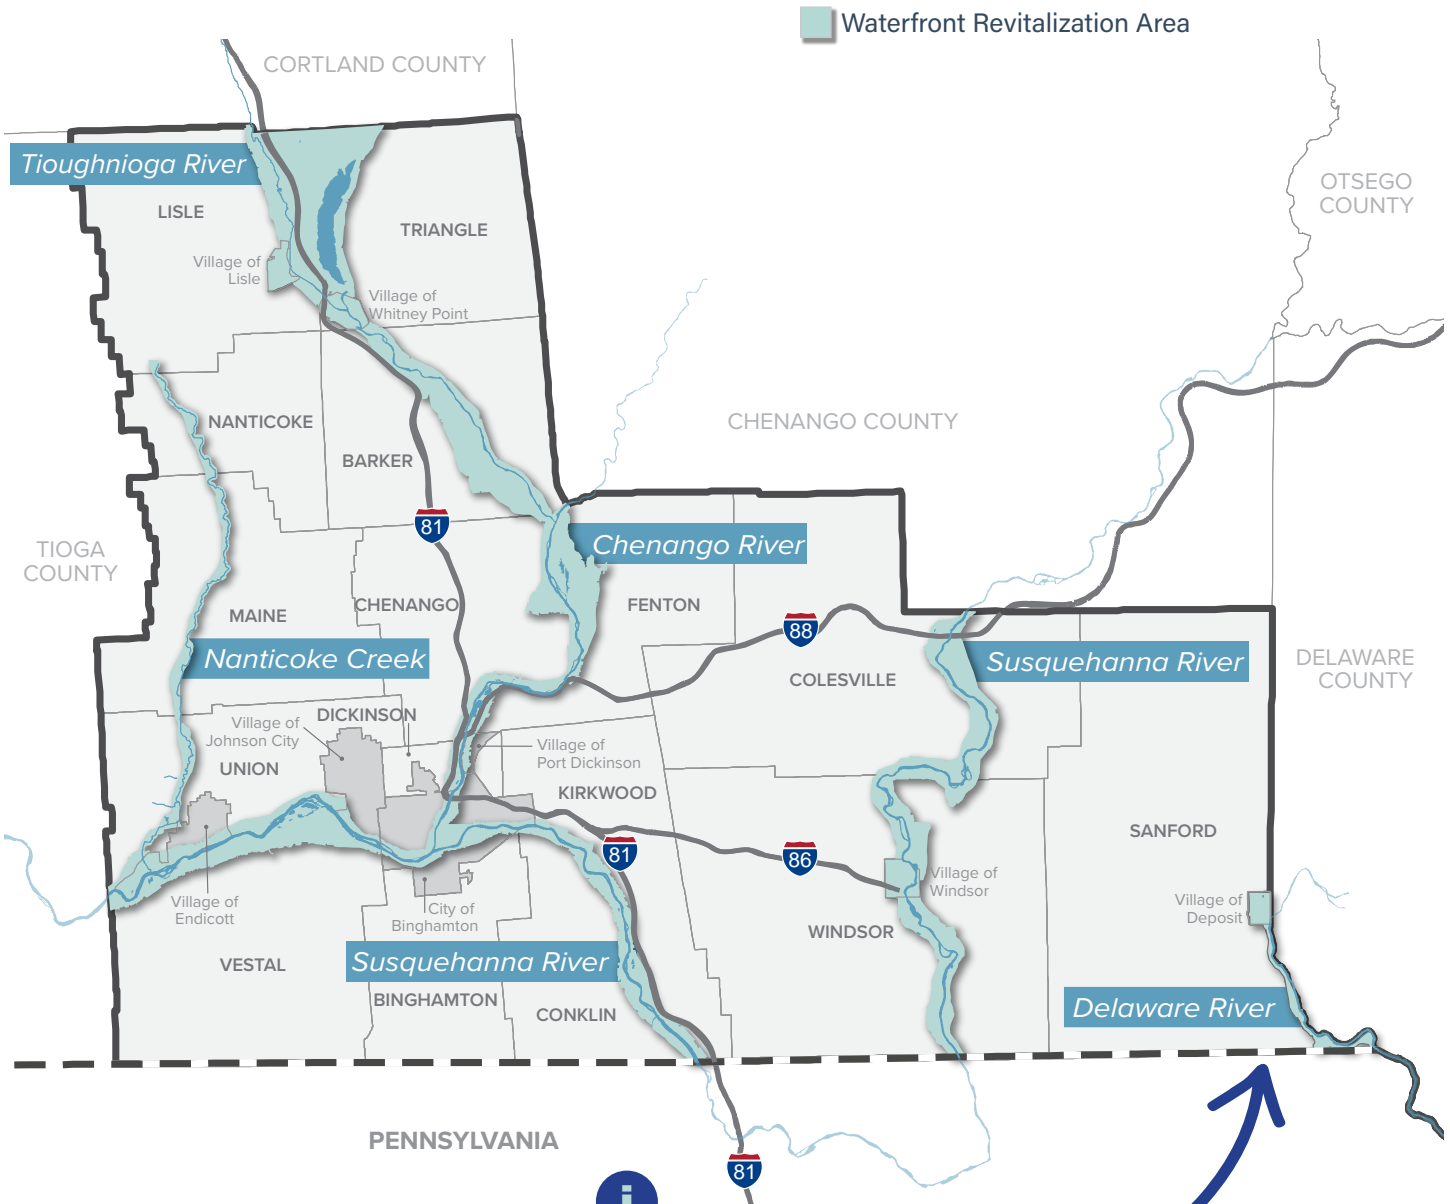 Waterfront Revitalization Area
CORTLAND COUNTY
Tioughnioga River
OTSEGO
COUNTY
LISLE
TRIANGLE
Village of
Lisle
Village of
Whitney Point
CHENANGO COUNTY
NANTICOKE
BARKER
81
TIOGA
COUNTY
Chenango River
MAINE
CHENANGO
FENTON
88
Nanticoke Creek
Susquehanna River
DELAWARE
COUNTY
COLESVILLE
DICKINSON
Village of
Johnson City
Village of
Port Dickinson
UNION
KIRKWOOD
SANFORD
81
86
Village of
Windsor
Village of
Endicott
City of
Binghamton
Village of
Deposit
WINDSOR
VESTAL
Susquehanna River
BINGHAMTON
CONKLIN
Delaware River
PENNSYLVANIA
81
i